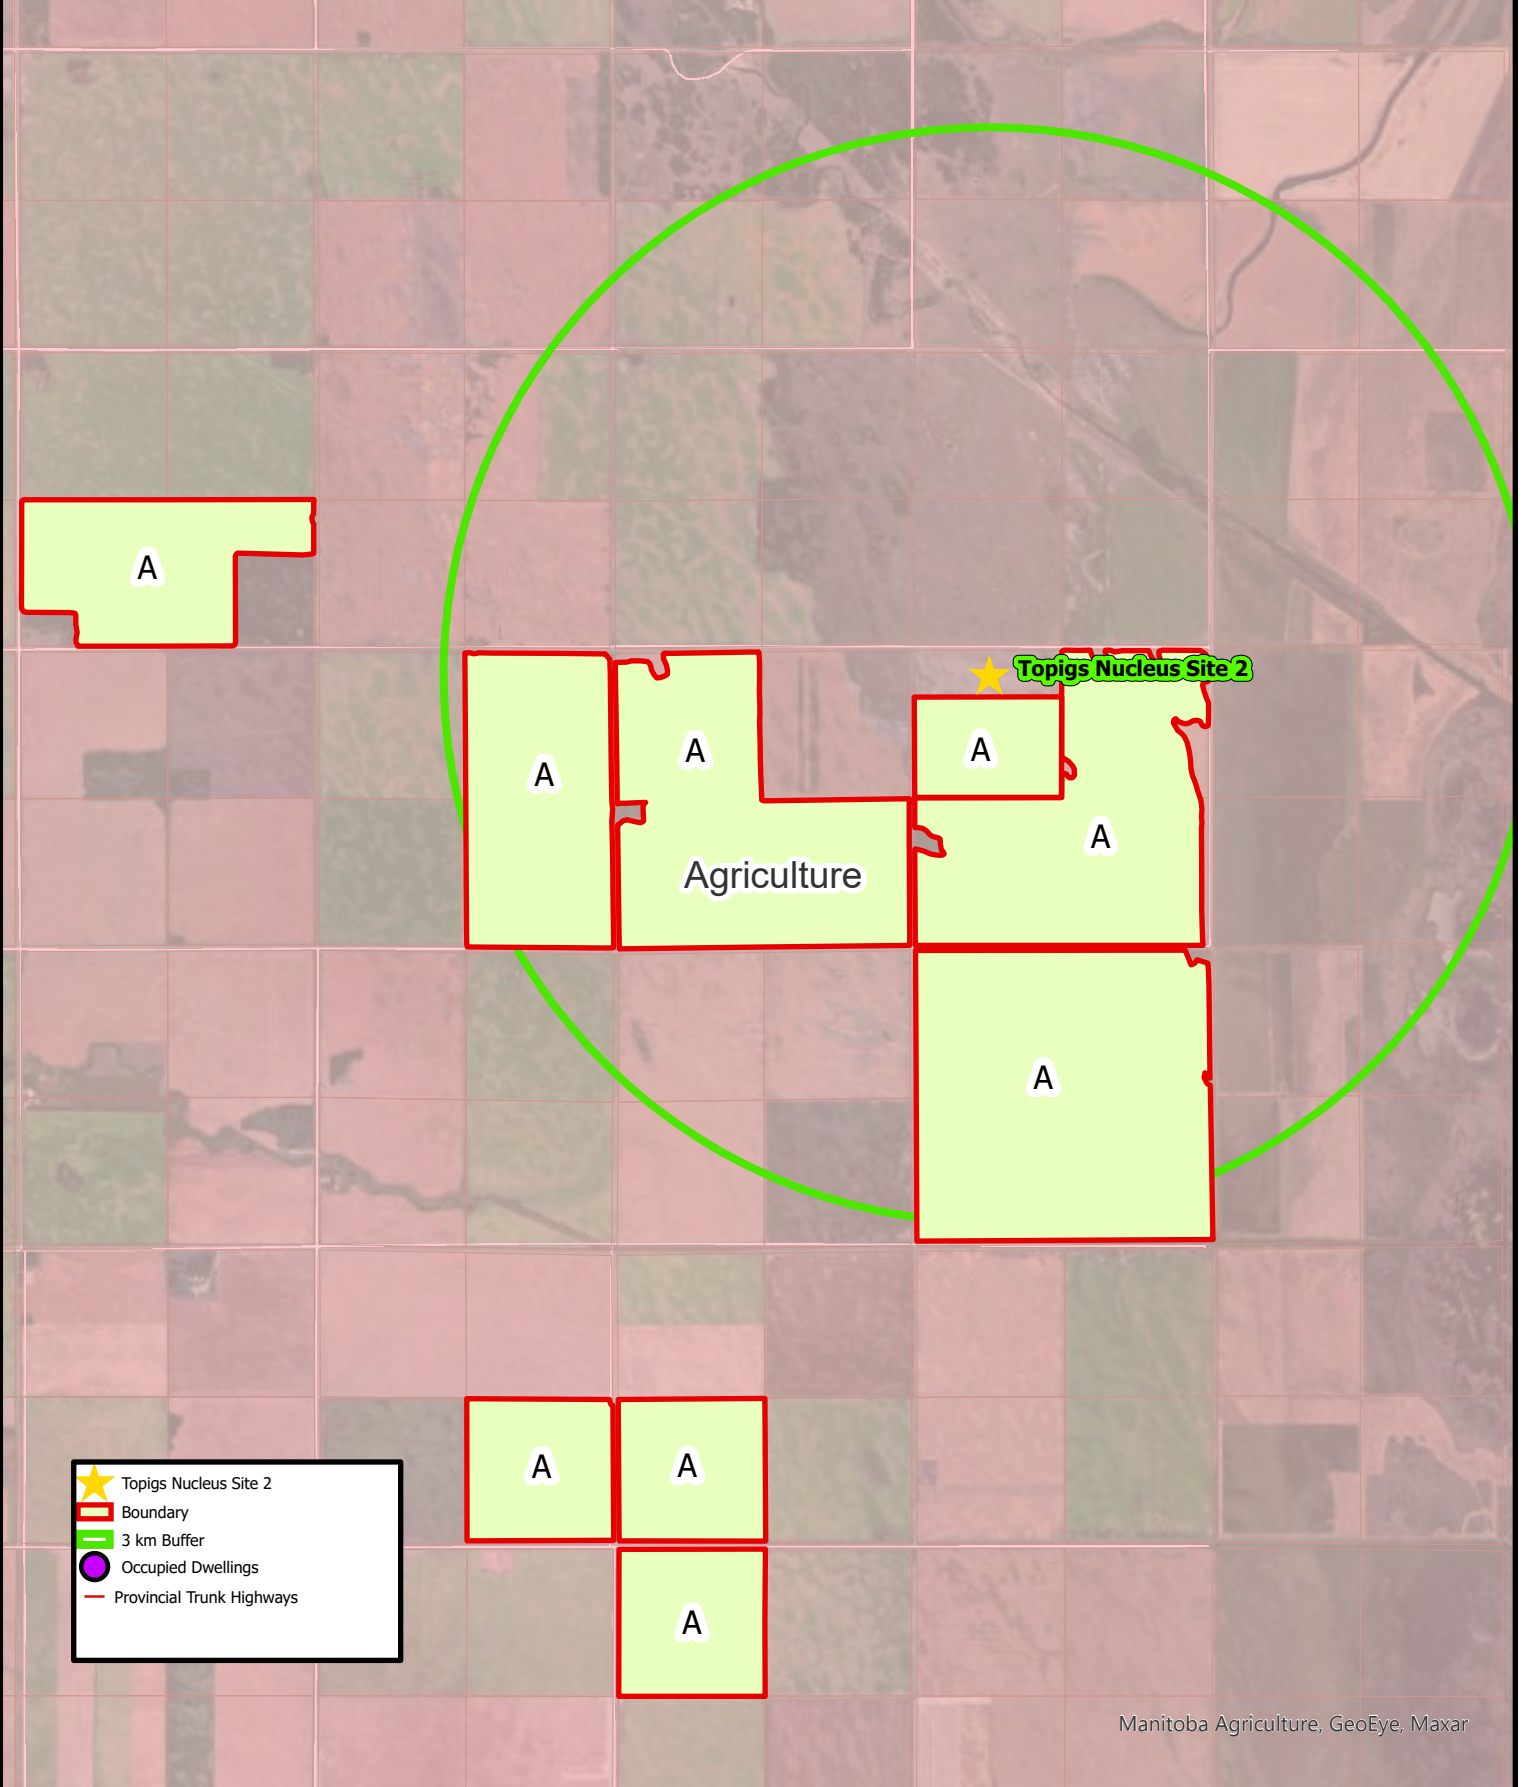 A
Topigs Nucleus Site 2
A
A
A
A
Agriculture
A
A
A
Topigs Nucleus Site 2
Boundary
3 km Buffer
Occupied Dwellings
Provincial Trunk Highways
A
Manitoba Agriculture, GeoEye, Maxar